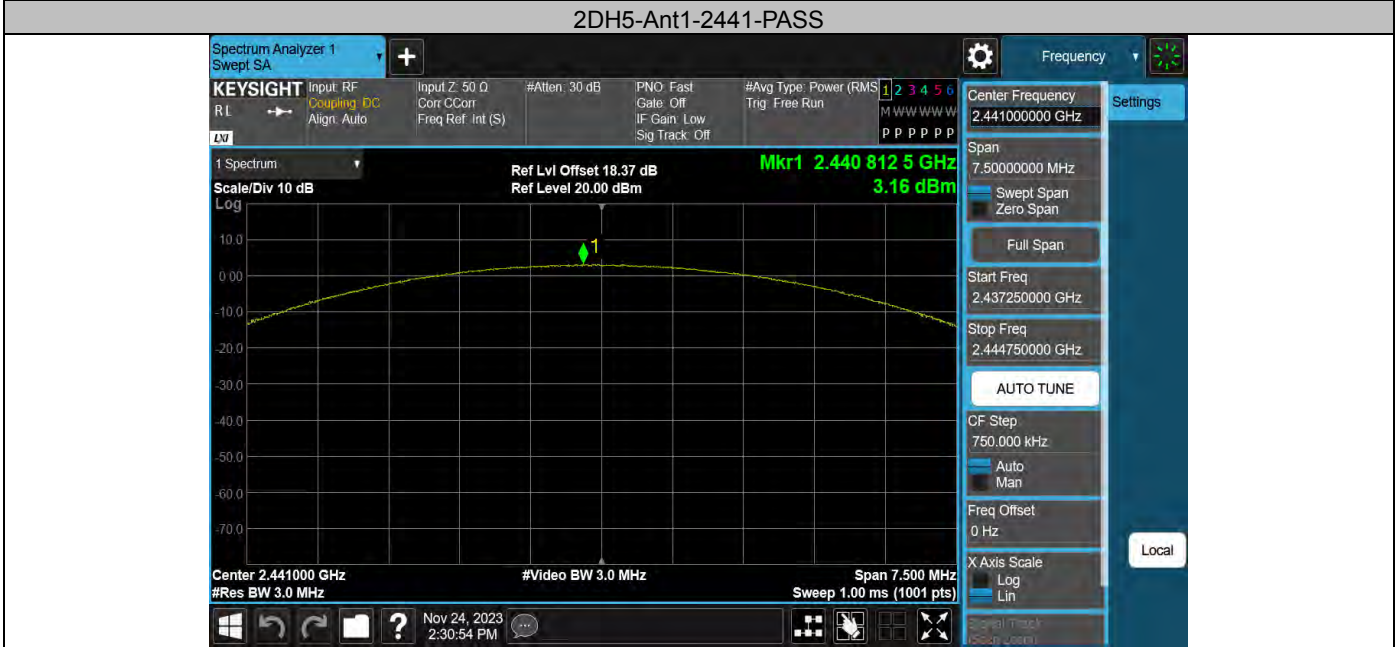 2DH5-Ant1-2441-PASS
Spectrum Analyzer 1
Swept SA
Frequency
KEYSIGHT
RL
LXI
Input: RF
Coupling: DC
Align: Auto
Input Z: 50 Ω
Corr CCorr
Freq Ref: Int (S)
#Atten: 30 dB
PNO: Fast
Gate: Off
IF Gain: Low
Sig Track: Off
#Avg Type: Power (RMS
Trig: Free Run
1 2 3 4 5 6
M W W W W W
P P P P P P
Center Frequency
2.441000000 GHz
Settings
Span
7.50000000 MHz
Swept Span
Zero Span
Full Span
Start Freq
2.437250000 GHz
Stop Freq
2.444750000 GHz
AUTO TUNE
CF Step
750.000 kHz
Auto
Man
Freq Offset
0 Hz
X Axis Scale
Log
Lin
Local
1 Spectrum
Scale/Div 10 dB
Log
Ref Lvl Offset 18.37 dB
Ref Level 20.00 dBm
Mkr1 2.440 812 5 GHz
3.16 dBm
1
10.0
0.00
-10.0
-20.0
-30.0
-40.0
-50.0
-60.0
-70.0
Center 2.441000 GHz
#Res BW 3.0 MHz
#Video BW 3.0 MHz
Span 7.500 MHz
Sweep 1.00 ms (1001 pts)
Nov 24, 2023
2:30:54 PM
Signal Track